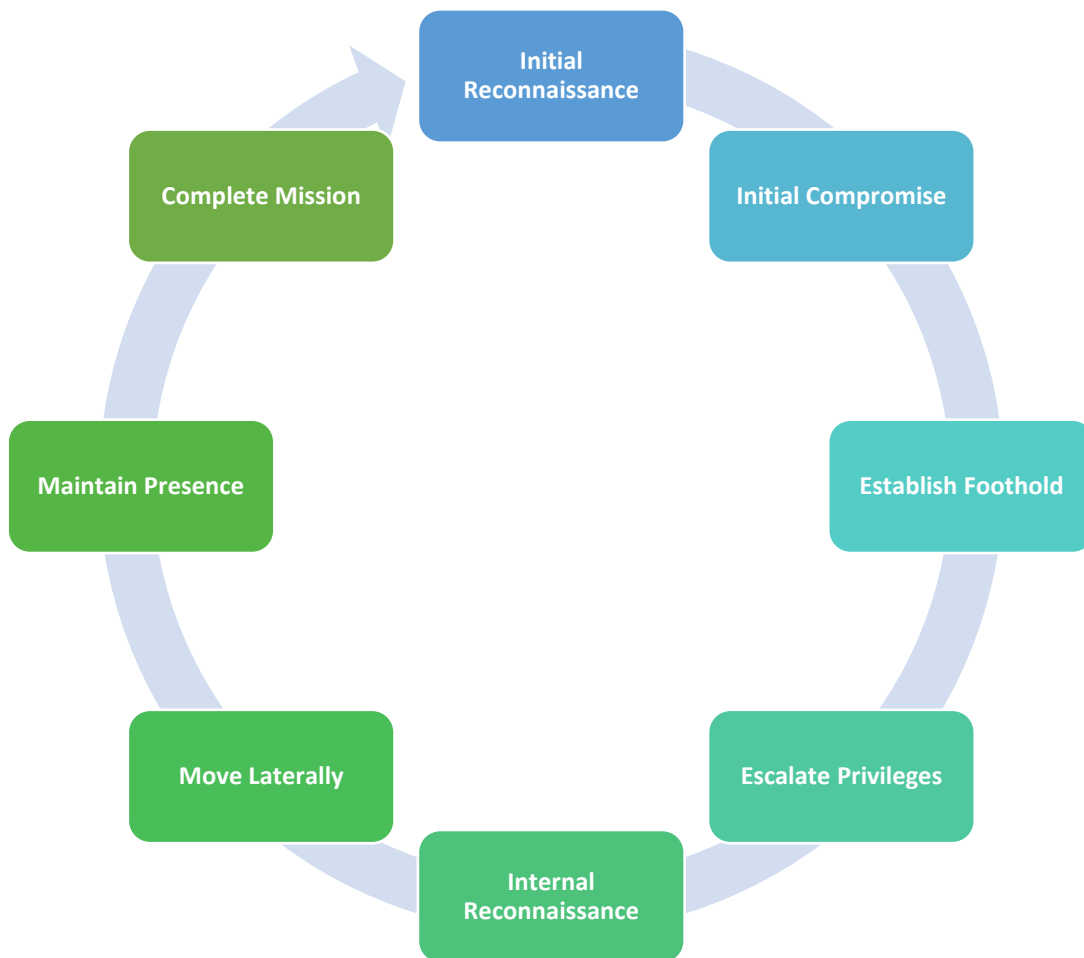 Initial
Reconnaissance
Initial Compromise
Establish Foothold
Escalate Privileges
Internal
Reconnaissance
Move Laterally
Maintain Presence
Complete Mission